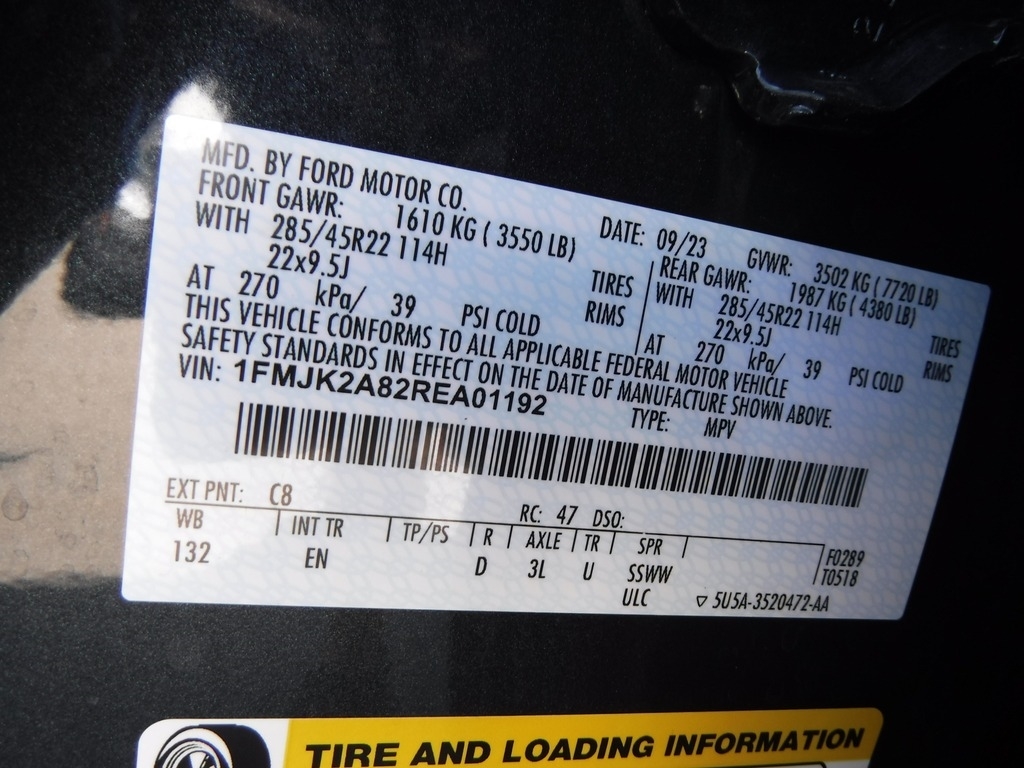 MFD. BY FORD MOTOR CO.
DATE: 09/23 GVWR: 3502 KG ( 7720 LB)
FRONT GAWR: 1610 KG ( 3550 LB)
REAR GAWR: 1987 KG ( 4380 LB)
WITH 285/45R22 114H TIRES
WITH 285/45R22 114H TIRES
22x9.5J RIMS
22x9.5J RIMS
AT 270 kPa/ 39 PSI COLD
AT 270 kPa/ 39 PSI COLD
THIS VEHICLE CONFORMS TO ALL APPLICABLE FEDERAL MOTOR VEHICLE
SAFETY STANDARDS IN EFFECT ON THE DATE OF MANUFACTURE SHOWN ABOVE.
VIN: 1FMJK2A82REA01192
TYPE: MPV
EXT PNT: C8 RC: 47 DSO:
WB INT TR TP/PS R AXLE TR SPR F0289
132 EN D 3L U SSWW T0518
ULC ▽ 5U5A-3520472-AA
TIRE AND LOADING INFORMATION